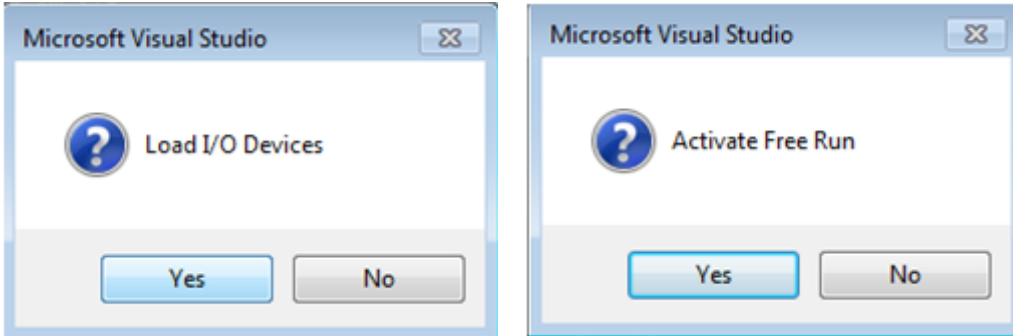 Microsoft Visual Studio
Load I/O Devices
Yes
No
Microsoft Visual Studio
Activate Free Run
Yes
No